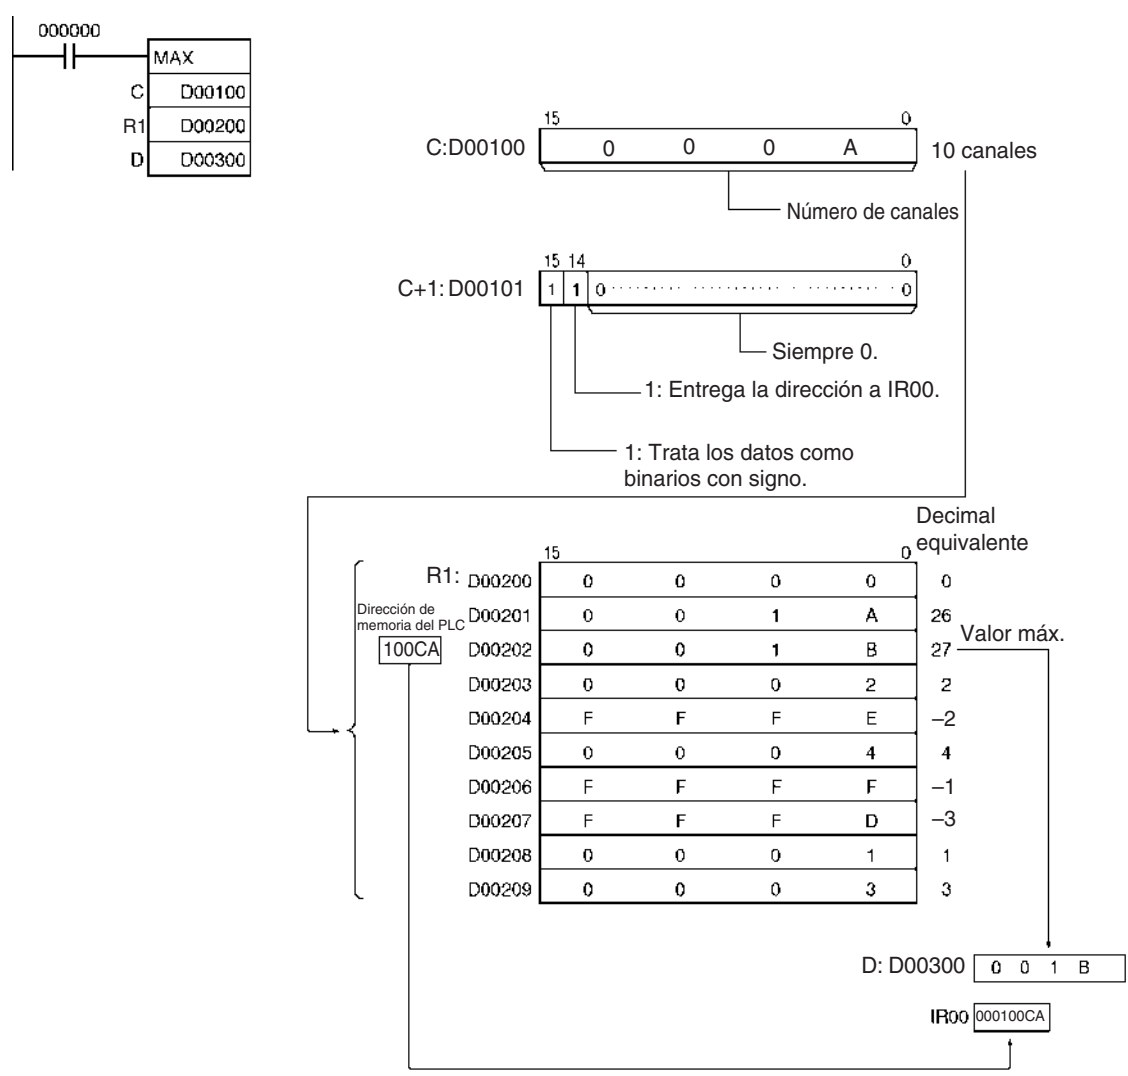 000000
MAX
C D00100
R1 D00200
D D00300
15 0
C:D00100 0 0 0 A 10 canales
Número de canales
15 14 0
C+1: D00101 1 1 0 0
Siempre 0.
1: Entrega la dirección a IR00.
1: Trata los datos como
binarios con signo.
Decimal
equivalente
15 0
R1: D00200 0 0 0 0 0
Dirección de
memoria del PLC
D00201 0 0 1 A 26
Valor máx.
100CA D00202 0 0 1 B 27
D00203 0 0 0 2 2
D00204 F F F E –2
D00205 0 0 0 4 4
D00206 F F F F –1
D00207 F F F D –3
D00208 0 0 0 1 1
D00209 0 0 0 3 3
D: D00300 0 0 1 B
IR00 000100CA